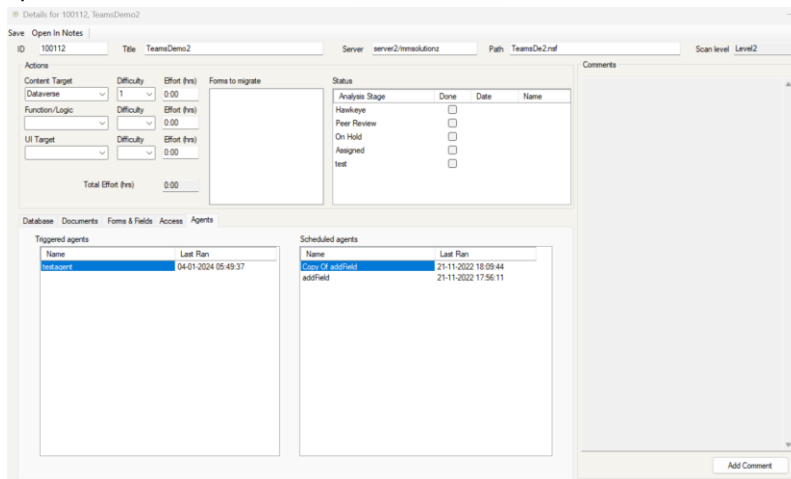 Details for 100112, TeamsDemo2
Save Open In Notes
ID 100112 Title TeamsDemo2 Server server2/mmsolutionz Path TeamsDe2.nsf Scan level Level2
Actions Comments
Content Target Difficulty Effort (hrs) Forms to migrate Status
Dataverse 1 0:00 Analysis Stage Done Date Name
Function/Logic Difficulty Effort (hrs) Hawkeye
0:00 Peer Review
UI Target Difficulty Effort (hrs) On Hold
0:00 Assigned
test
Total Effort (hrs) 0:00
Database Documents Forms & Fields Access Agents
Triggered agents Scheduled agents
Name Last Ran Name Last Ran
testagent 04-01-2024 05:49:37 Copy Of addField 21-11-2022 18:09:44
addField 21-11-2022 17:56:11
Add Comment